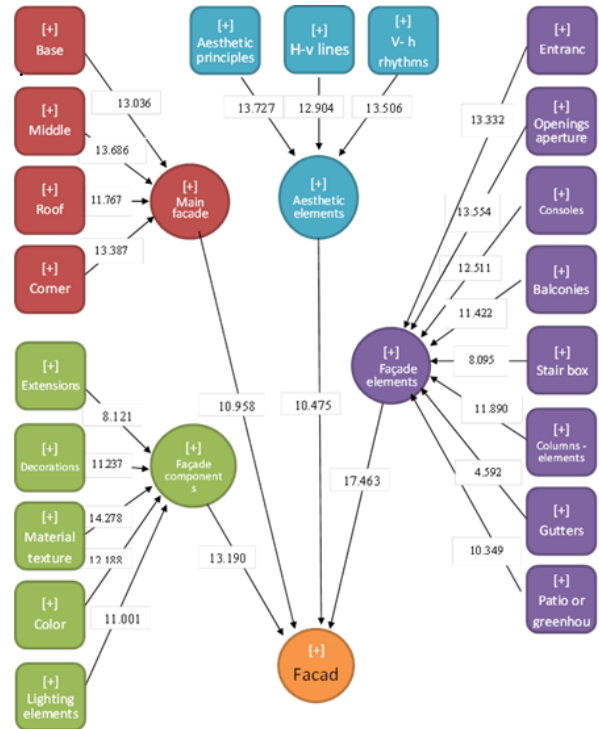 [+]
Base
[+]
Middle
[+]
Roof
[+]
Corner
13.036
13.686
11.767
13.387
[+]
Main
facade
[+]
Aesthetic
principles
[+]
H-v lines
[+]
V- h
rhythms
13.727
12.904
13.506
[+]
Aesthetic
elements
[+]
Entranc
[+]
Openings
aperture
[+]
Consoles
[+]
Balconies
[+]
Stair box
[+]
Columns -
elements
[+]
Gutters
[+]
Patio or
greenhou
13.332
13.554
12.511
11.422
8.095
11.890
4.592
10.349
[+]
Façade
elements
[+]
Extensions
[+]
Decorations
[+]
Material
texture
[+]
Color
[+]
Lighting
elements
8.121
11.237
14.278
12.188
11.001
[+]
Façade
component
s
10.958
10.475
17.463
13.190
[+]
Facad